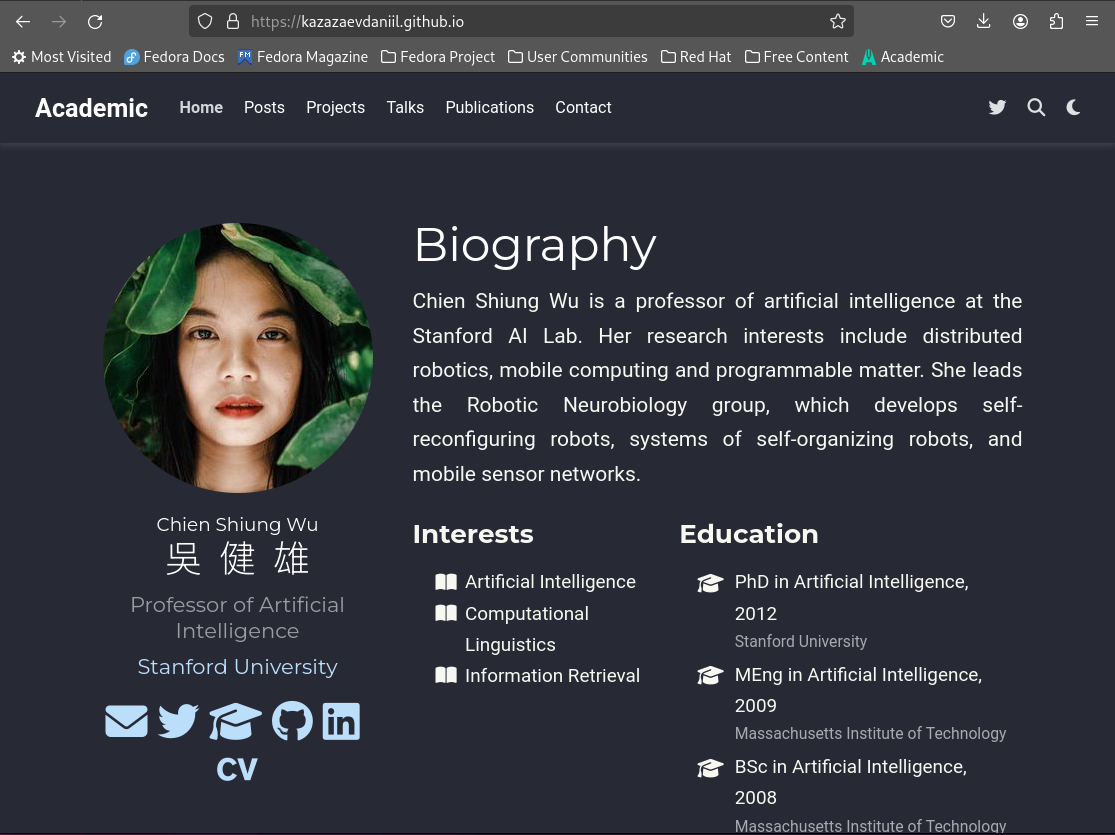 https://kazazaevdaniil.github.io
Most Visited Fedora Docs Fedora Magazine Fedora Project User Communities Red Hat Free Content Academic
Academic Home Posts Projects Talks Publications Contact
Biography
Chien Shiung Wu is a professor of artificial intelligence at the
Stanford AI Lab. Her research interests include distributed
robotics, mobile computing and programmable matter. She leads
the Robotic Neurobiology group, which develops self-
reconfiguring robots, systems of self-organizing robots, and
mobile sensor networks.
Chien Shiung Wu
吳健雄
Professor of Artificial
Intelligence
Stanford University
CV
Interests
Artificial Intelligence
Computational
Linguistics
Information Retrieval
Education
PhD in Artificial Intelligence,
2012
Stanford University
MEng in Artificial Intelligence,
2009
Massachusetts Institute of Technology
BSc in Artificial Intelligence,
2008
Massachusetts Institute of Technology